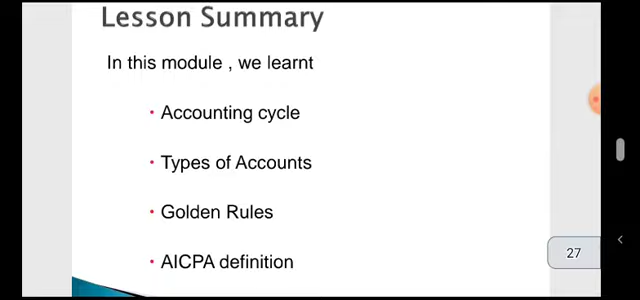 Lesson Summary
In this module , we learnt
• Accounting cycle
• Types of Accounts
• Golden Rules
• AICPA definition
27